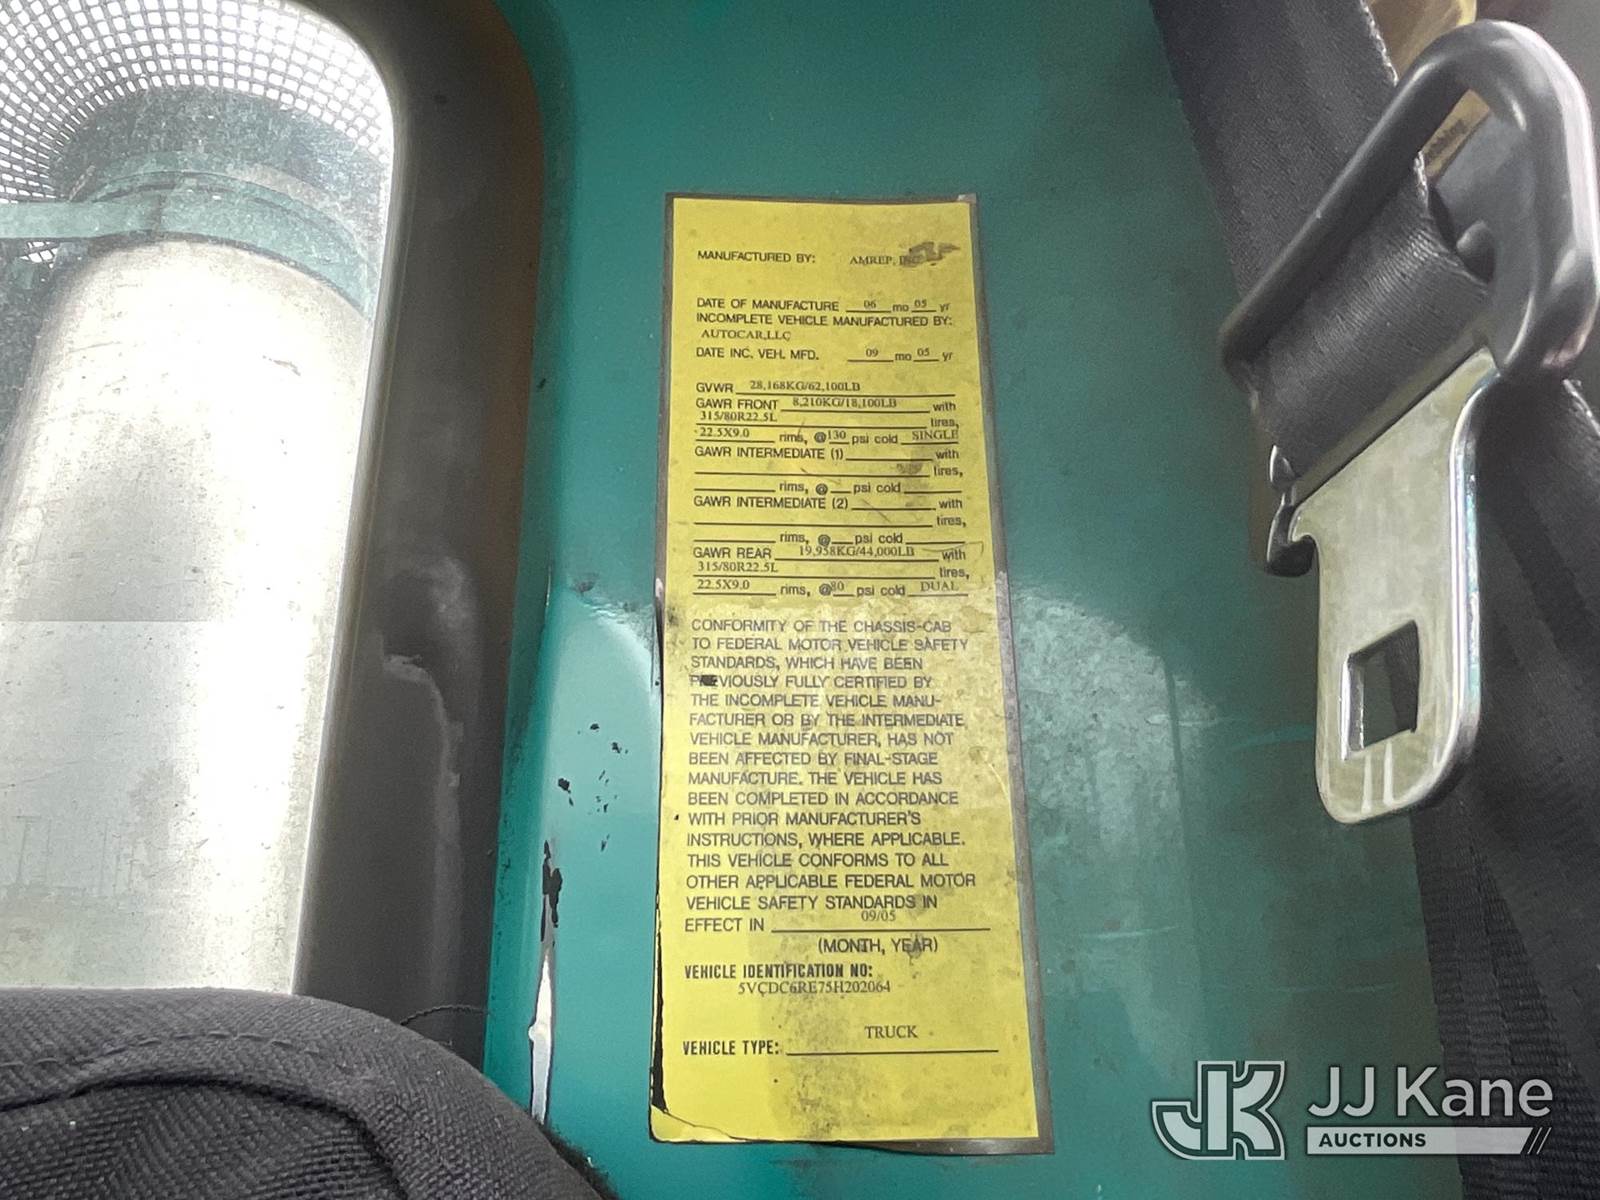 MANUFACTURED BY: AMREP, INC
DATE OF MANUFACTURE 06 mo 05 yr
INCOMPLETE VEHICLE MANUFACTURED BY:
AUTOCAR,LLC
DATE INC. VEH. MFD. 09 mo 05 yr
GVWR 28,168KG/62,100LB
GAWR FRONT 8,210KG/18,100LB with
315/80R22.5L tires,
22.5X9.0 rims, @130 psi cold SINGLE
GAWR INTERMEDIATE (1) with
tires,
rims, @ psi cold
GAWR INTERMEDIATE (2) with
tires,
rims, @ psi cold
GAWR REAR 19,958KG/44,000LB with
315/80R22.5L tires,
22.5X9.0 rims, @80 psi cold DUAL
CONFORMITY OF THE CHASSIS-CAB
TO FEDERAL MOTOR VEHICLE SAFETY
STANDARDS, WHICH HAVE BEEN
PREVIOUSLY FULLY CERTIFIED BY
THE INCOMPLETE VEHICLE MANU-
FACTURER OR BY THE INTERMEDIATE
VEHICLE MANUFACTURER, HAS NOT
BEEN AFFECTED BY FINAL-STAGE
MANUFACTURE. THE VEHICLE HAS
BEEN COMPLETED IN ACCORDANCE
WITH PRIOR MANUFACTURER'S
INSTRUCTIONS, WHERE APPLICABLE.
THIS VEHICLE CONFORMS TO ALL
OTHER APPLICABLE FEDERAL MOTOR
VEHICLE SAFETY STANDARDS IN
EFFECT IN 09/05
(MONTH, YEAR)
VEHICLE IDENTIFICATION NO:
5VCDC6RE75H202064
VEHICLE TYPE: TRUCK
JK JJ Kane
AUCTIONS